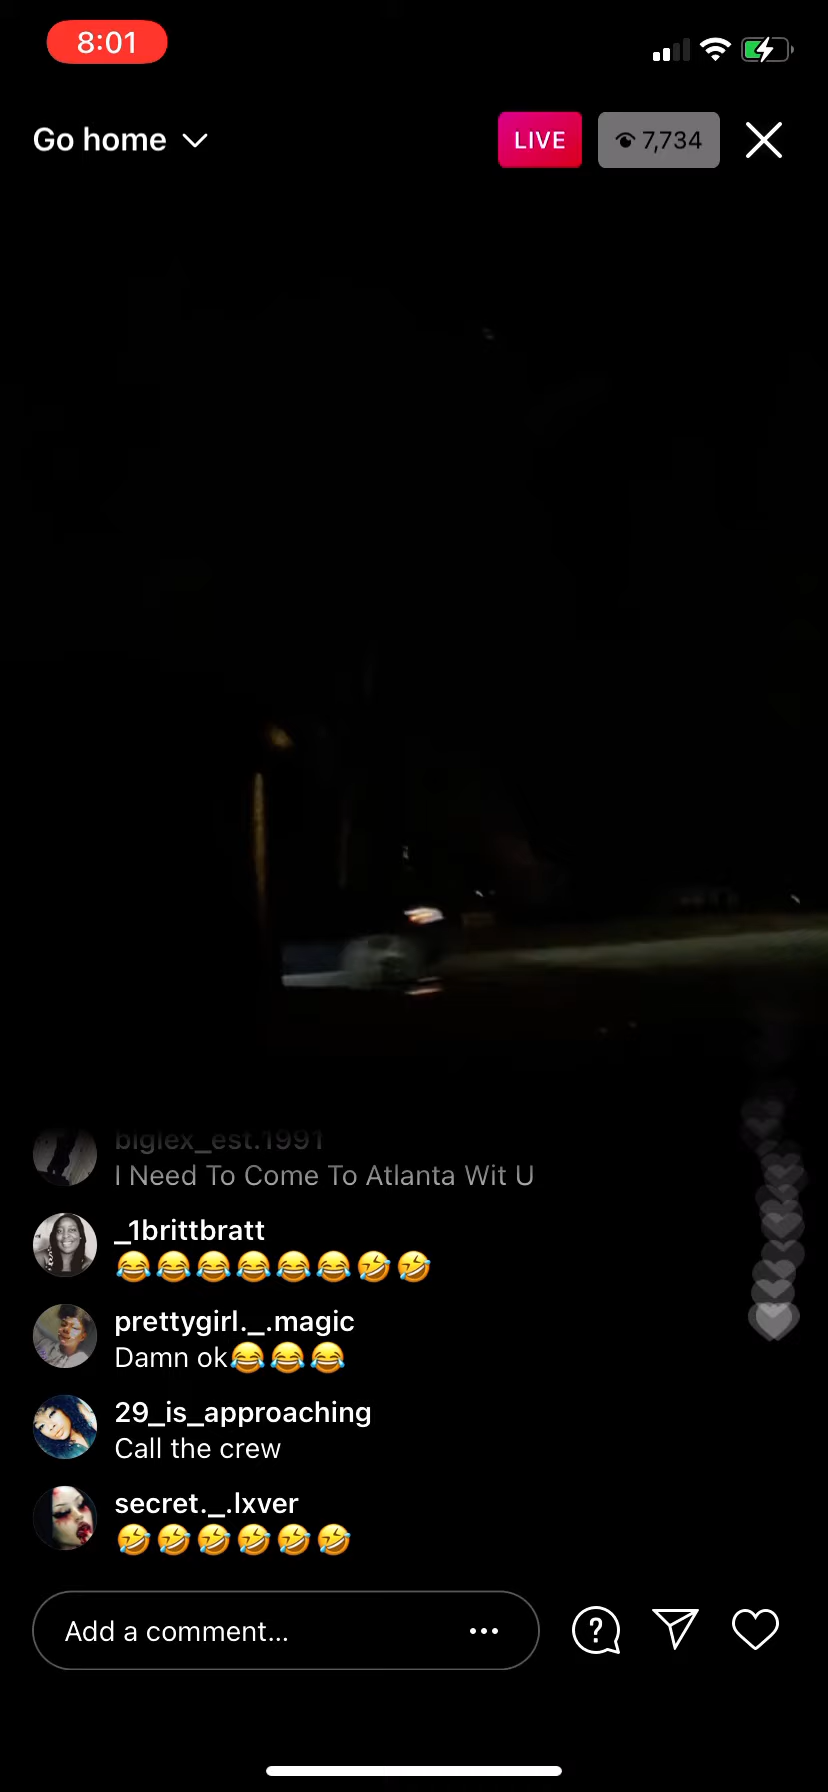 8:01
Go home
LIVE
7,734
biglex_est.1991
I Need To Come To Atlanta Wit U
_1brittbratt
😂😂😂😂😂😂🤣🤣
prettygirl._.magic
Damn ok😂😂😂
29_is_approaching
Call the crew
secret._.lxver
🤣🤣🤣🤣🤣🤣
Add a comment...